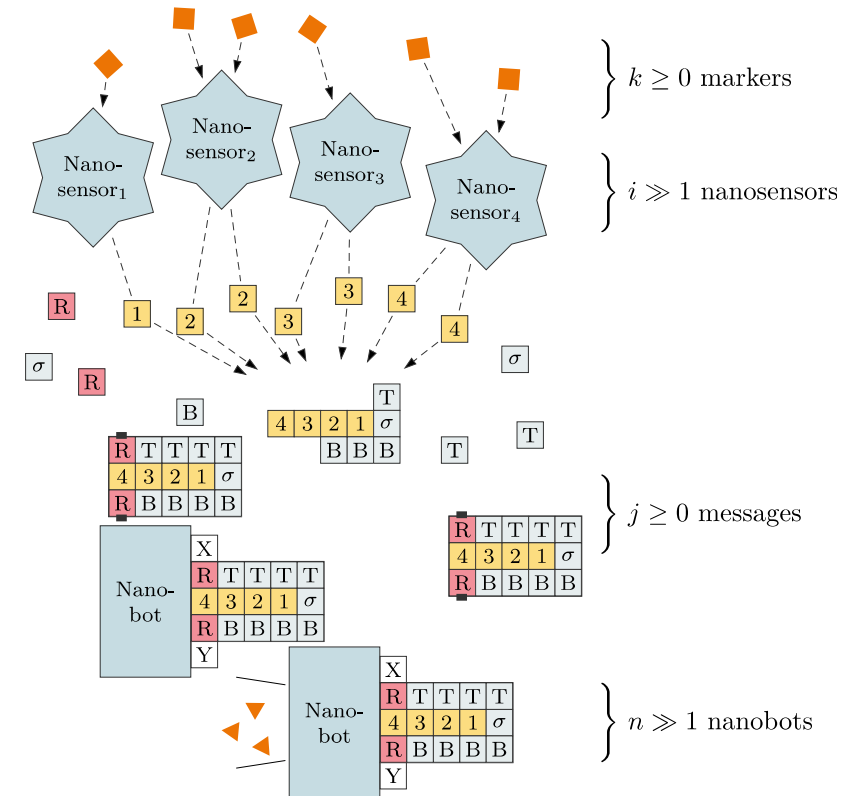 k ≥ 0 markers
Nano-
sensor₁
Nano-
sensor₂
Nano-
sensor₃
Nano-
sensor₄
i ≫ 1 nanosensors
1
2
2
3
3
4
4
R
σ
R
B
σ
T
T
T
4 3 2 1 σ
B B B
R T T T T
4 3 2 1 σ
R B B B B
R T T T T
4 3 2 1 σ
R B B B B
j ≥ 0 messages
Nano-
bot
X
R T T T T
4 3 2 1 σ
R B B B B
Y
Nano-
bot
X
R T T T T
4 3 2 1 σ
R B B B B
Y
n ≫ 1 nanobots